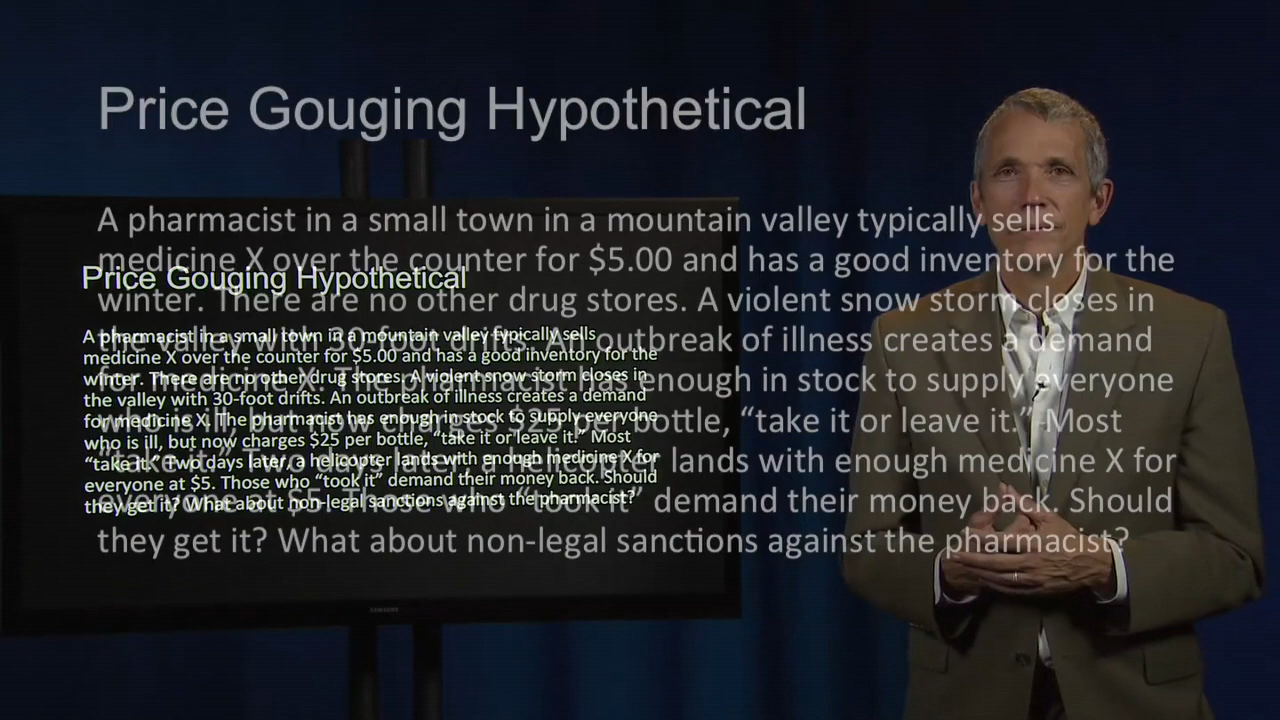 Price Gouging Hypothetical
A pharmacist in a small town in a mountain valley typically sells
medicine X over the counter for $5.00 and has a good inventory for the
winter. There are no other drug stores. A violent snow storm closes in
the valley with 30-foot drifts. An outbreak of illness creates a demand
for medicine X. The pharmacist has enough in stock to supply everyone
who is ill, but now charges $25 per bottle, “take it or leave it.” Most
“take it.” Two days later, a helicopter lands with enough medicine X for
everyone at $5. Those who “took it” demand their money back. Should
they get it? What about non-legal sanctions against the pharmacist?
Price Gouging Hypothetical
A pharmacist in a small town in a mountain valley typically sells
medicine X over the counter for $5.00 and has a good inventory for the
winter. There are no other drug stores. A violent snow storm closes in
the valley with 30-foot drifts. An outbreak of illness creates a demand
for medicine X. The pharmacist has enough in stock to supply everyone
who is ill, but now charges $25 per bottle, “take it or leave it.” Most
“take it.” Two days later, a helicopter lands with enough medicine X for
everyone at $5. Those who “took it” demand their money back. Should
they get it? What about non-legal sanctions against the pharmacist?
SAMSUNG